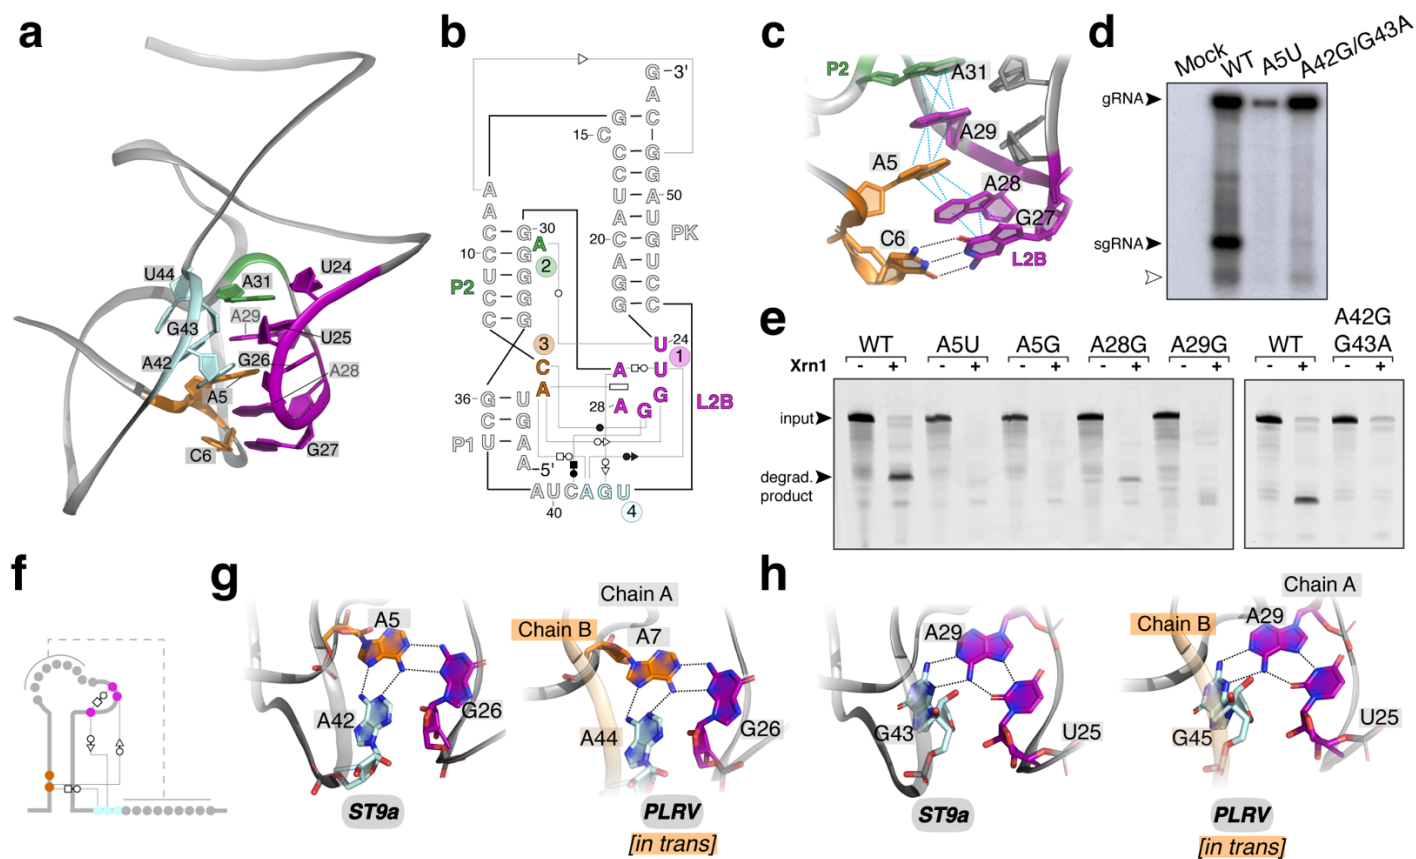 a
U44
A31
U24
G43
A29
U25
A42
G26
A5
A28
C6
G27
b
G -3'
A
C
G
15
C
G
C
G
C
A
50
U
U
A
G
PK
20
C
U
A
C
G
C
G
U
24
1
A
A
C
C
10
U
C
C
P2
G
30
A
2
G
G
G
G
3
C
A
A
U
28
A
G
G
L2B
36
G
C
U
P1
U
G
A
A
-5'
AUCAGU
40
4
c
P2
A31
A29
A5
A28
G27
C6
L2B
d
Mock
WT
A5U
A42G/G43A
gRNA
sgRNA
e
A42G
WT A5U A5G A28G A29G WT G43A
Xrn1 - + - + - + - + - + - + - +
input
degrad.
product
f
g
A5
A42
G26
ST9a
Chain A
Chain B
A7
A44
G26
PLRV
[in trans]
h
A29
G43
U25
ST9a
Chain A
Chain B
A29
G45
U25
PLRV
[in trans]